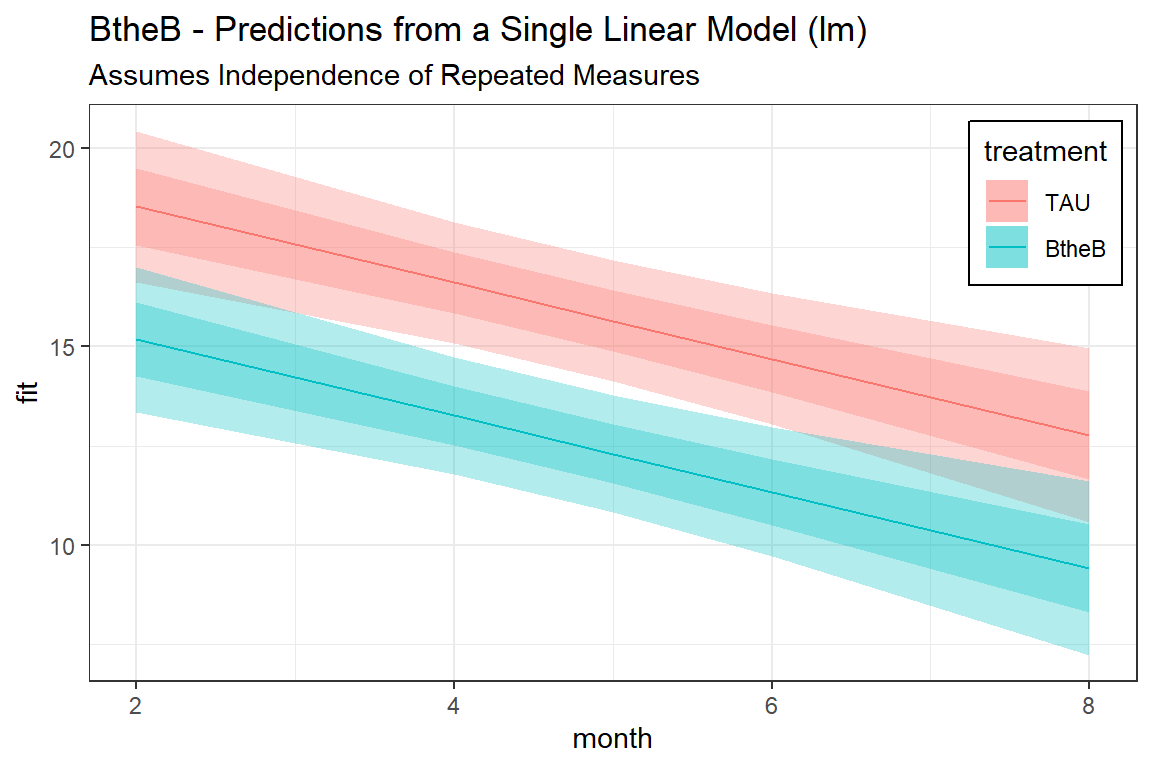 BtheB - Predictions from a Single Linear Model (lm)
Assumes Independence of Repeated Measures
treatment
TAU
BtheB
20
15
10
fit
2 4 6 8
month